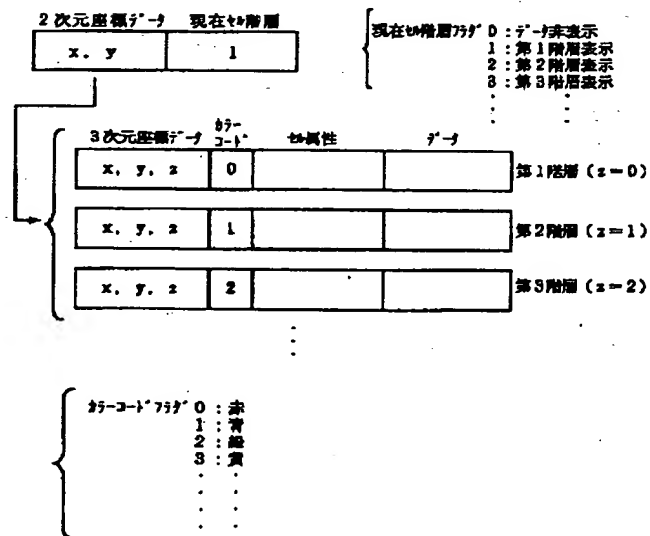 2次元座標ﾃﾞｰﾀ 現在ｾﾙ階層
x, y 1
現在ｾﾙ階層ﾌﾗｸﾞ 0:ﾃﾞｰﾀ非表示
1:第1階層表示
2:第2階層表示
3:第3階層表示
3次元座標ﾃﾞｰﾀ ｶﾗｰｺｰﾄﾞ ｾﾙ属性 ﾃﾞｰﾀ
x, y, z 0 第1階層 (z=0)
x, y, z 1 第2階層 (z=1)
x, y, z 2 第3階層 (z=2)
ｶﾗｰｺｰﾄﾞﾌﾗｸﾞ 0:赤
1:青
2:緑
3:黄